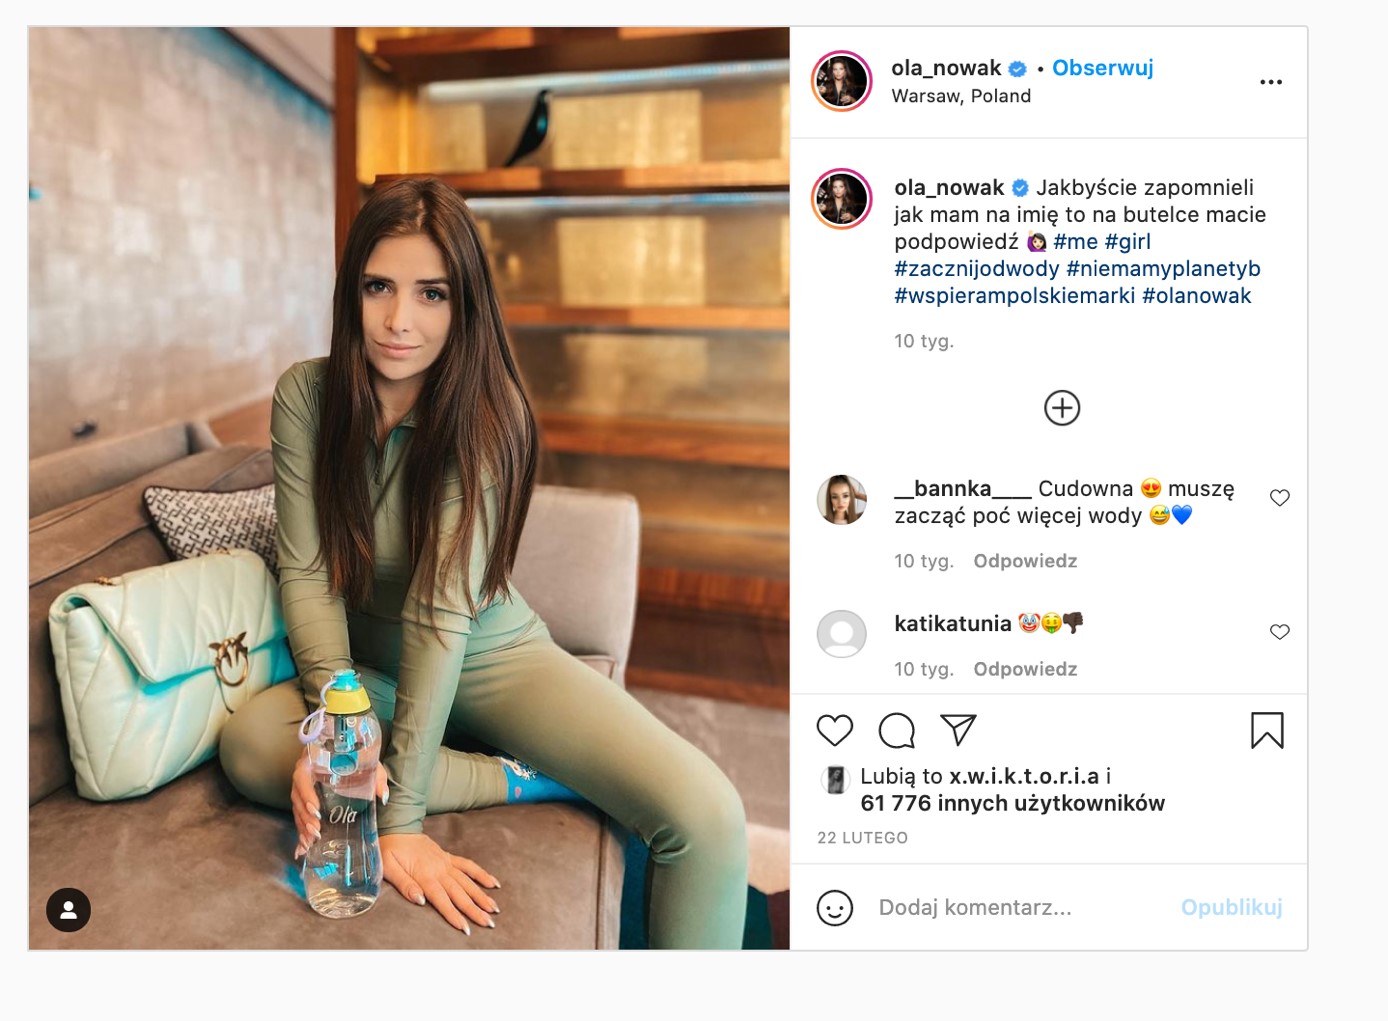 Ola
ola_nowak • Obserwuj
Warsaw, Poland
ola_nowak Jakbyście zapomnieli
jak mam na imię to na butelce macie
podpowiedź 🙋🏻‍♀️ #me #girl
#zacznijodwody #niemamyplanetyb
#wspierampolskiemarki #olanowak
10 tyg.
__bannka____ Cudowna 😍 muszę
zacząć poć więcej wody 😅💙
10 tyg. Odpowiedz
katikatunia 🤡🤑👎🏿
10 tyg. Odpowiedz
Lubią to x.w.i.k.t.o.r.i.a i
61 776 innych użytkowników
22 LUTEGO
Dodaj komentarz... Opublikuj